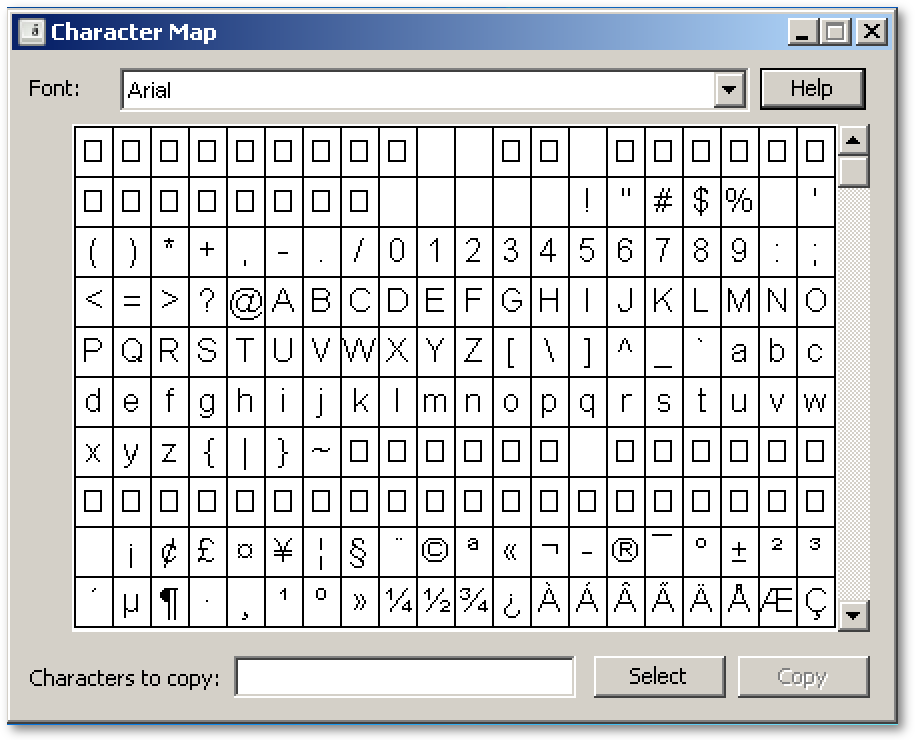 Character Map
Font: Arial Help
! " # $ % '
( ) * + , - . / 0 1 2 3 4 5 6 7 8 9 : ;
< = > ? @ A B C D E F G H I J K L M N O
P Q R S T U V W X Y Z [ \ ] ^ _ ` a b c
d e f g h i j k l m n o p q r s t u v w
x y z { | } ~
¡ ¢ £ ¤ ¥ ¦ § ¨ © ª « ¬ - ® ¯ ° ± ² ³
´ µ ¶ · ¸ ¹ º » ¼ ½ ¾ ¿ À Á Â Ã Ä Å Æ Ç
Characters to copy: Select Copy